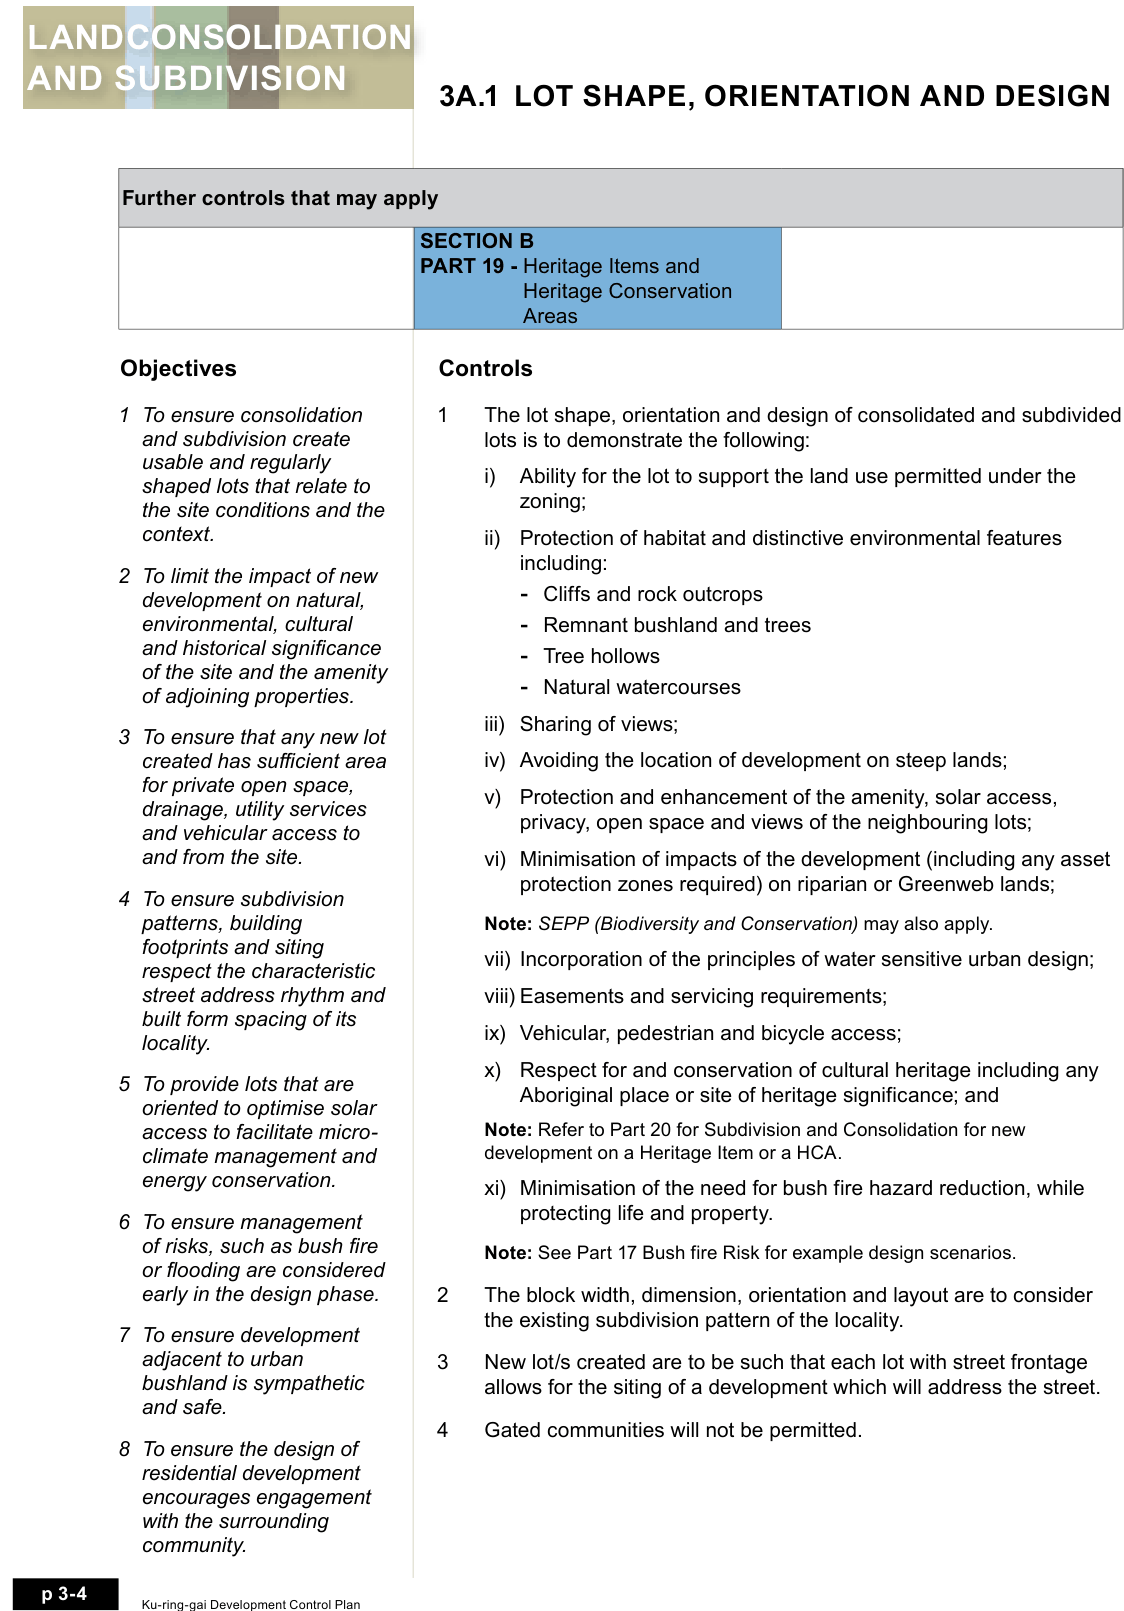 LANDCONSOLIDATION
AND SUBDIVISION
3A.1 LOT SHAPE, ORIENTATION AND DESIGN
Further controls that may apply
SECTION B
PART 19 - Heritage Items and
Heritage Conservation
Areas
Objectives
1 To ensure consolidation
and subdivision create
usable and regularly
shaped lots that relate to
the site conditions and the
context.
2 To limit the impact of new
development on natural,
environmental, cultural
and historical significance
of the site and the amenity
of adjoining properties.
3 To ensure that any new lot
created has sufficient area
for private open space,
drainage, utility services
and vehicular access to
and from the site.
4 To ensure subdivision
patterns, building
footprints and siting
respect the characteristic
street address rhythm and
built form spacing of its
locality.
5 To provide lots that are
oriented to optimise solar
access to facilitate micro-
climate management and
energy conservation.
6 To ensure management
of risks, such as bush fire
or flooding are considered
early in the design phase.
7 To ensure development
adjacent to urban
bushland is sympathetic
and safe.
8 To ensure the design of
residential development
encourages engagement
with the surrounding
community.
Controls
1 The lot shape, orientation and design of consolidated and subdivided
lots is to demonstrate the following:
i) Ability for the lot to support the land use permitted under the
zoning;
ii) Protection of habitat and distinctive environmental features
including:
- Cliffs and rock outcrops
- Remnant bushland and trees
- Tree hollows
- Natural watercourses
iii) Sharing of views;
iv) Avoiding the location of development on steep lands;
v) Protection and enhancement of the amenity, solar access,
privacy, open space and views of the neighbouring lots;
vi) Minimisation of impacts of the development (including any asset
protection zones required) on riparian or Greenweb lands;
Note: SEPP (Biodiversity and Conservation) may also apply.
vii) Incorporation of the principles of water sensitive urban design;
viii) Easements and servicing requirements;
ix) Vehicular, pedestrian and bicycle access;
x) Respect for and conservation of cultural heritage including any
Aboriginal place or site of heritage significance; and
Note: Refer to Part 20 for Subdivision and Consolidation for new
development on a Heritage Item or a HCA.
xi) Minimisation of the need for bush fire hazard reduction, while
protecting life and property.
Note: See Part 17 Bush fire Risk for example design scenarios.
2 The block width, dimension, orientation and layout are to consider
the existing subdivision pattern of the locality.
3 New lot/s created are to be such that each lot with street frontage
allows for the siting of a development which will address the street.
4 Gated communities will not be permitted.
p 3-4
Ku-ring-gai Development Control Plan